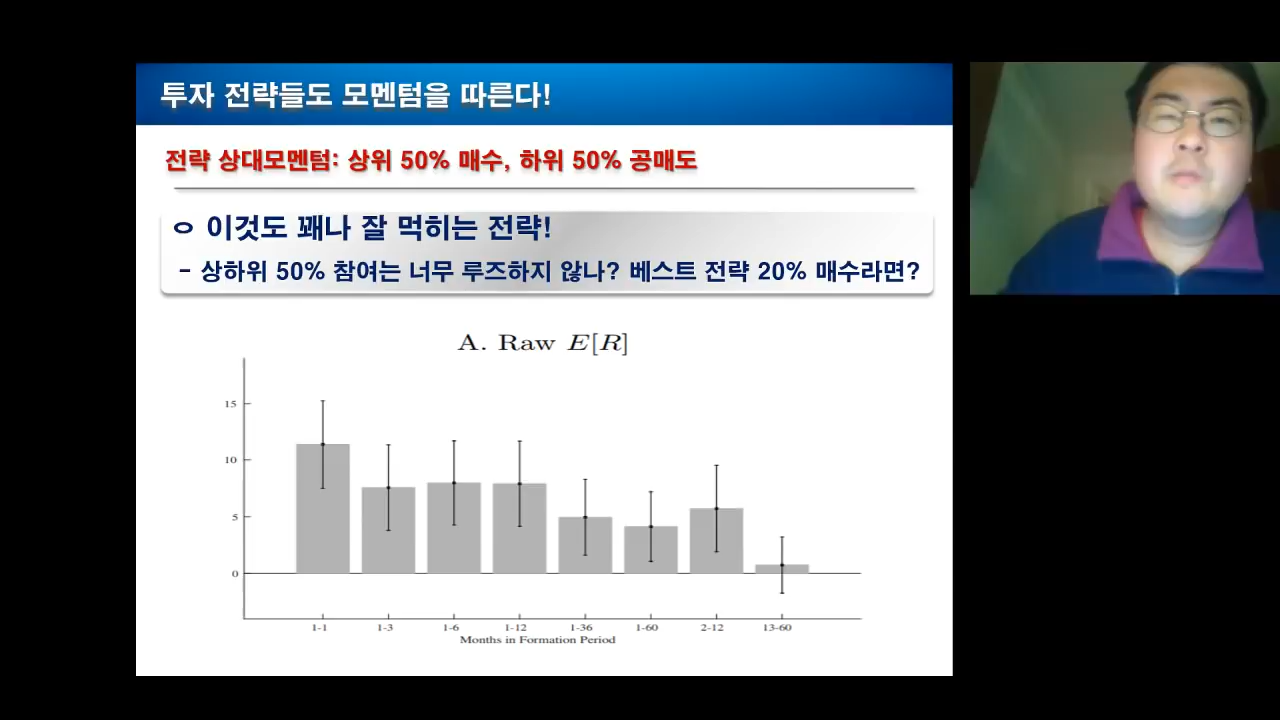 투자 전략들도 모멘텀을 따른다!
전략 상대모멘텀: 상위 50% 매수, 하위 50% 공매도
ㅇ 이것도 꽤나 잘 먹히는 전략!
- 상하위 50% 참여는 너무 루즈하지 않나? 베스트 전략 20% 매수라면?
A. Raw E[R]
15
10
5
0
1-1 1-3 1-6 1-12 1-36 1-60 2-12 13-60
Months in Formation Period